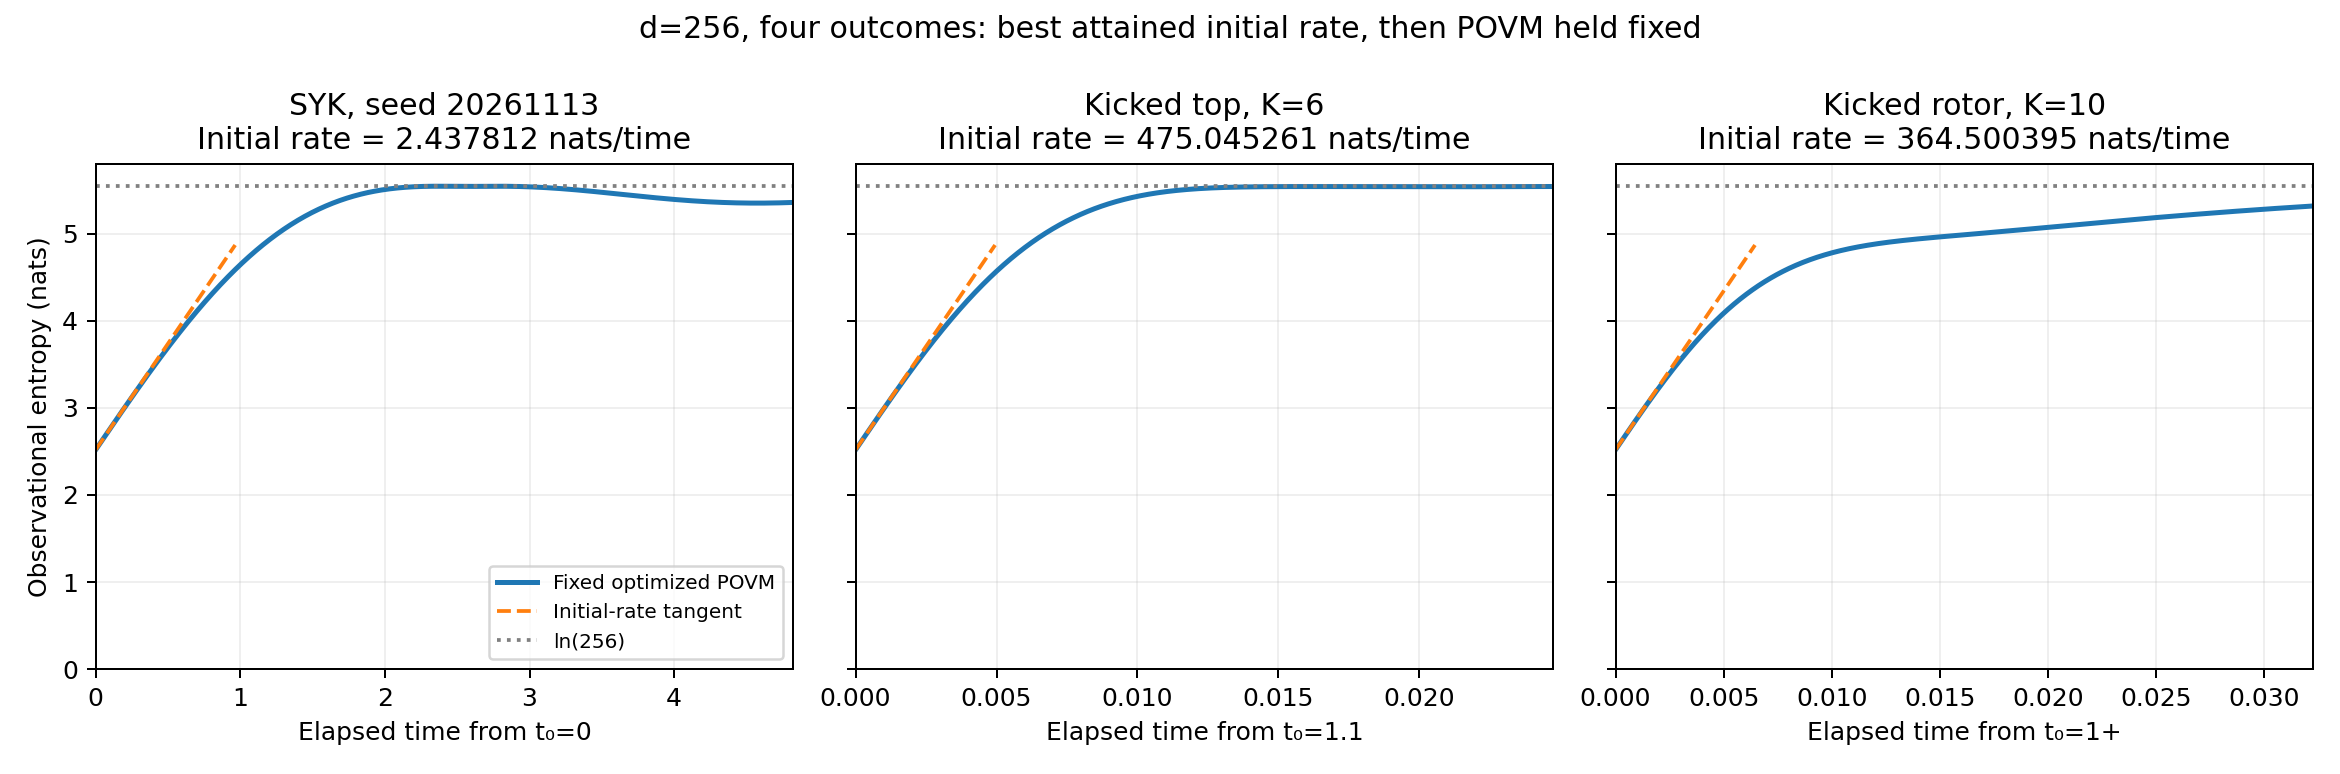 d=256, four outcomes: best attained initial rate, then POVM held fixed
SYK, seed 20261113
Initial rate = 2.437812 nats/time
Observational entropy (nats)
5
4
3
2
1
0
0 1 2 3 4
Elapsed time from t₀=0
Fixed optimized POVM
Initial-rate tangent
ln(256)
Kicked top, K=6
Initial rate = 475.045261 nats/time
0.000 0.005 0.010 0.015 0.020
Elapsed time from t₀=1.1
Kicked rotor, K=10
Initial rate = 364.500395 nats/time
0.000 0.005 0.010 0.015 0.020 0.025 0.030
Elapsed time from t₀=1+